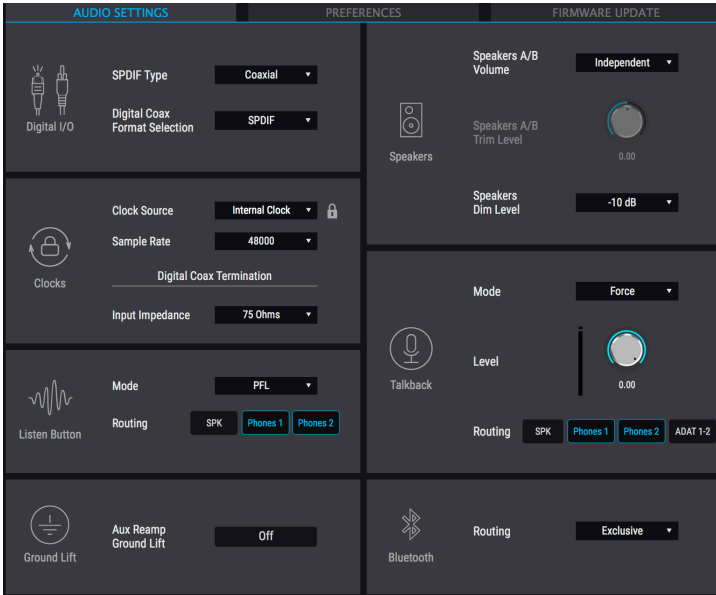 AUDIO SETTINGS
PREFERENCES
FIRMWARE UPDATE
Digital I/O
SPDIF Type
Coaxial
Digital Coax
Format Selection
SPDIF
Clocks
Clock Source
Internal Clock
Sample Rate
48000
Digital Coax Termination
Input Impedance
75 Ohms
Listen Button
Mode
PFL
Routing
SPK
Phones 1
Phones 2
Ground Lift
Aux Reamp
Ground Lift
Off
Speakers
Speakers A/B
Volume
Independent
Speakers A/B
Trim Level
0.00
Speakers
Dim Level
-10 dB
Talkback
Mode
Force
Level
0.00
Routing
SPK
Phones 1
Phones 2
ADAT 1-2
Bluetooth
Routing
Exclusive